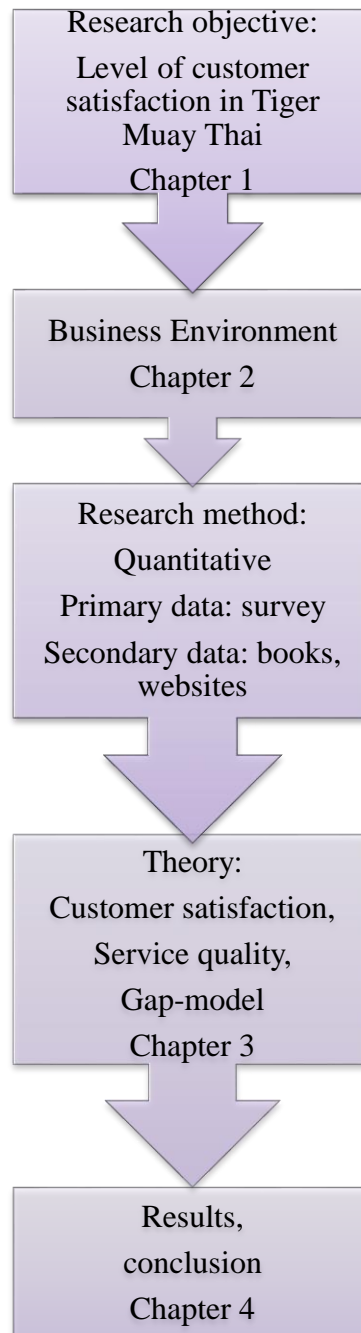 Research objective:
Level of customer
satisfaction in Tiger
Muay Thai
Chapter 1
Business Environment
Chapter 2
Research method:
Quantitative
Primary data: survey
Secondary data: books,
websites
Theory:
Customer satisfaction,
Service quality,
Gap-model
Chapter 3
Results,
conclusion
Chapter 4